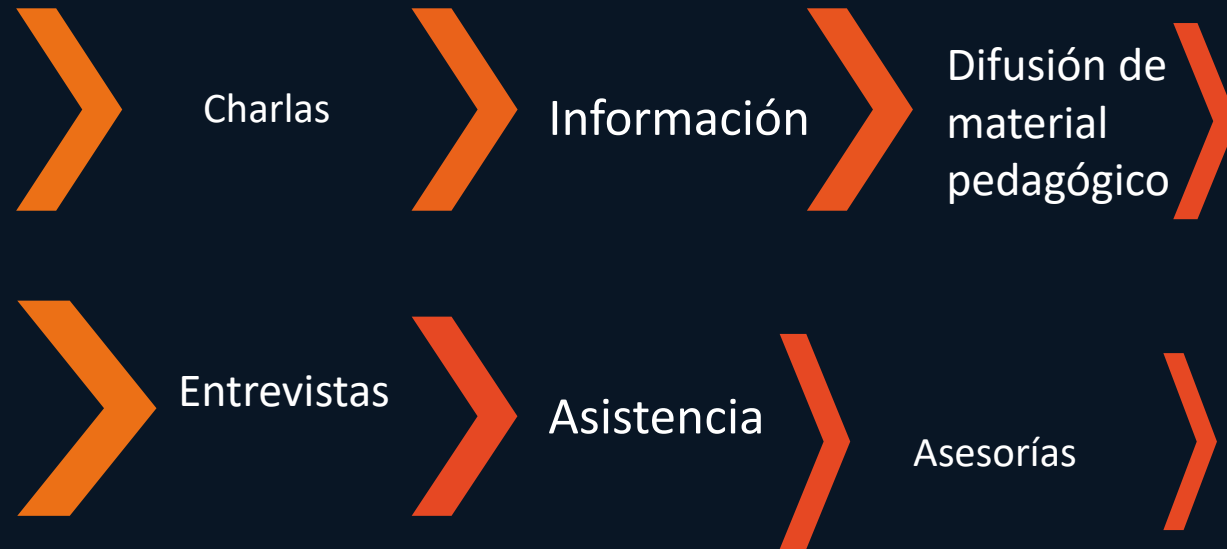 Charlas
Información
Difusión de
material
pedagógico
Entrevistas
Asistencia
Asesorías